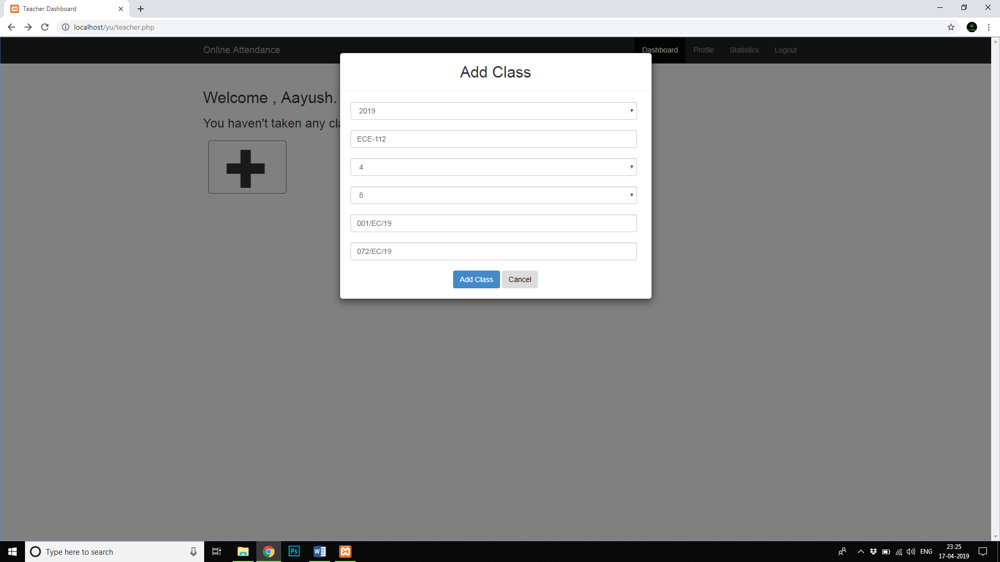 Teacher Dashboard
localhost/yu/teacher.php
Online Attendance
Dashboard Profile Statistics Logout
Add Class
Welcome , Aayush.
You haven't taken any
2019
ECE-112
4
8
001/EC/19
072/EC/19
Add Class Cancel
Type here to search
Ps
W
ENG
23:25
17-04-2019